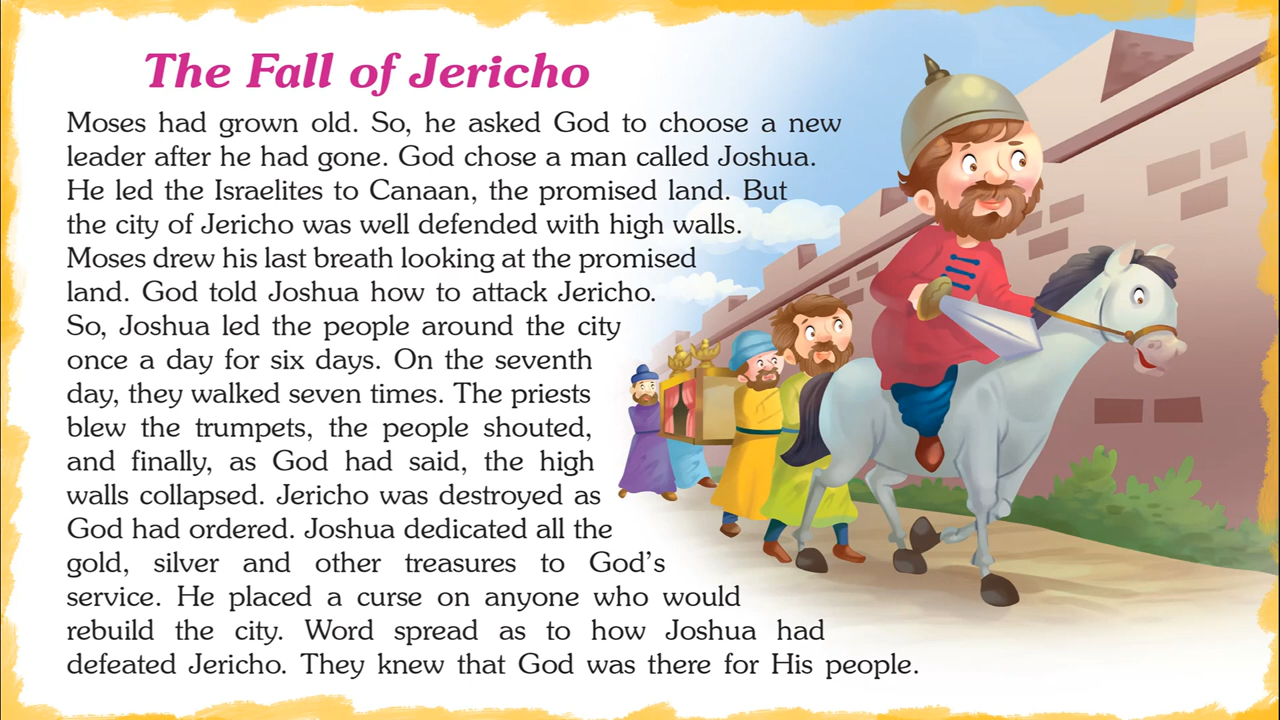 The Fall of Jericho
Moses had grown old. So, he asked God to choose a new
leader after he had gone. God chose a man called Joshua.
He led the Israelites to Canaan, the promised land. But
the city of Jericho was well defended with high walls.
Moses drew his last breath looking at the promised
land. God told Joshua how to attack Jericho.
So, Joshua led the people around the city
once a day for six days. On the seventh
day, they walked seven times. The priests
blew the trumpets, the people shouted,
and finally, as God had said, the high
walls collapsed. Jericho was destroyed as
God had ordered. Joshua dedicated all the
gold, silver and other treasures to God's
service. He placed a curse on anyone who would
rebuild the city. Word spread as to how Joshua had
defeated Jericho. They knew that God was there for His people.